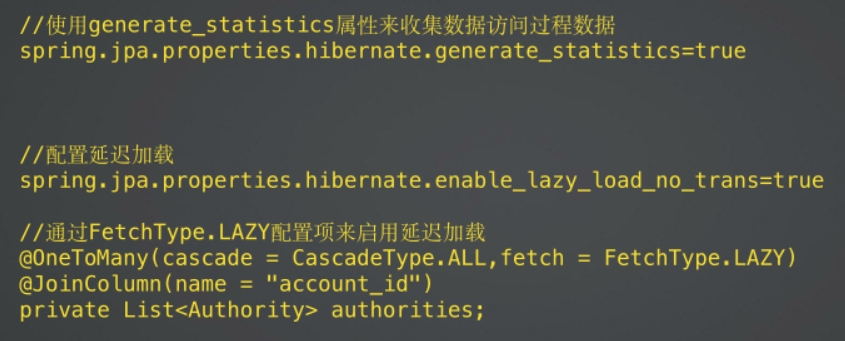 //使用generate_statistics属性来收集数据访问过程数据
spring.jpa.properties.hibernate.generate_statistics=true
//配置延迟加载
spring.jpa.properties.hibernate.enable_lazy_load_no_trans=true
//通过FetchType.LAZY配置项来启用延迟加载
@OneToMany(cascade = CascadeType.ALL,fetch = FetchType.LAZY)
@JoinColumn(name = "account_id")
private List<Authority> authorities;